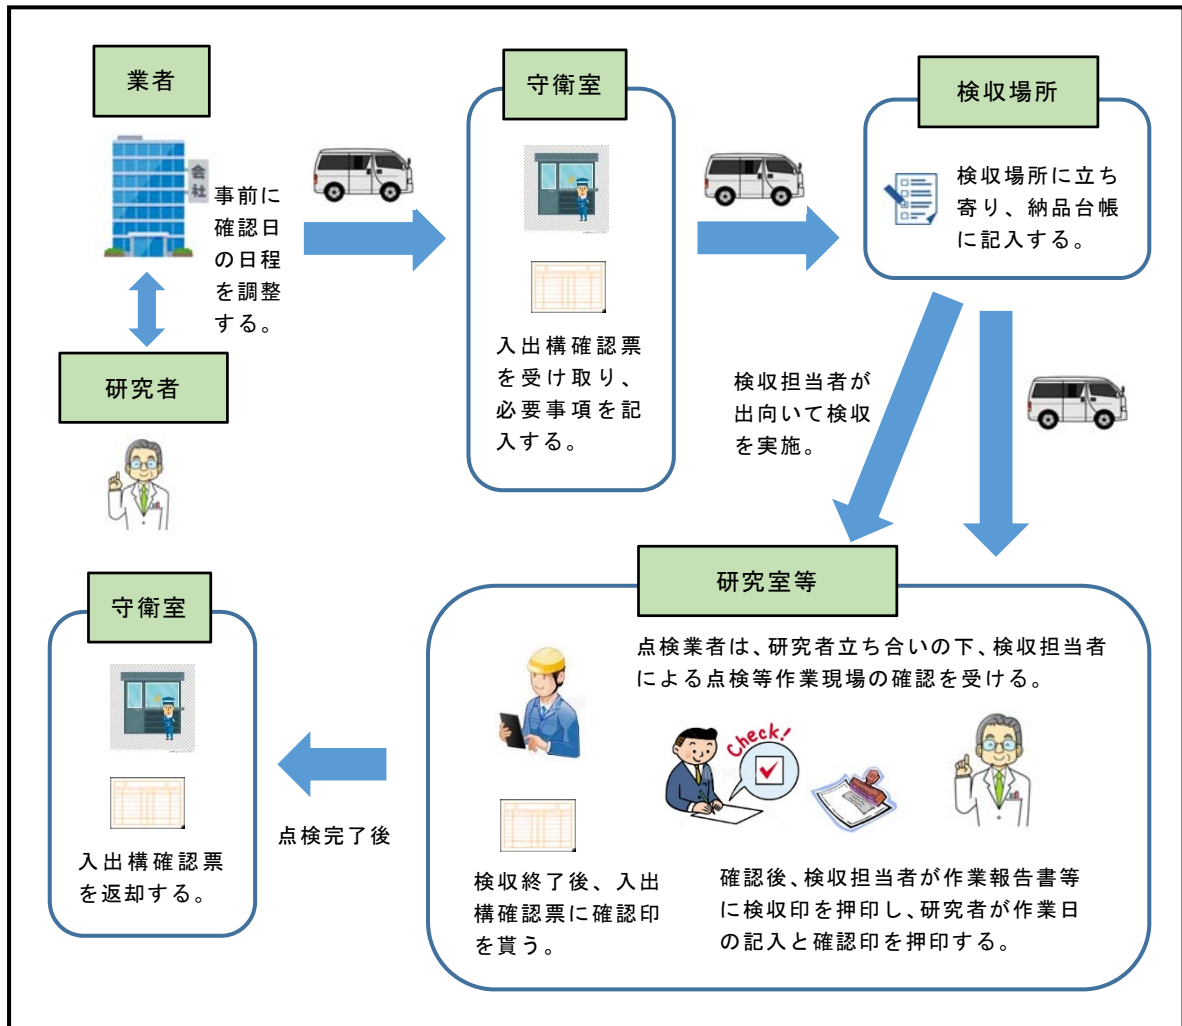 業者
会社
事前に
確認日
の日程
を調整
する。
研究者
守衛室
入出構確認票
を受け取り、
必要事項を記
入する。
検収場所
検収場所に立ち
寄り、納品台帳
に記入する。
検収担当者が
出向いて検収
を実施。
研究室等
点検業者は、研究者立ち合いの下、検収担当者
による点検等作業現場の確認を受ける。
Check!
検収終了後、入出
構確認票に確認印
を貰う。
確認後、検収担当者が作業報告書等
に検収印を押印し、研究者が作業日
の記入と確認印を押印する。
点検完了後
守衛室
入出構確認票
を返却する。